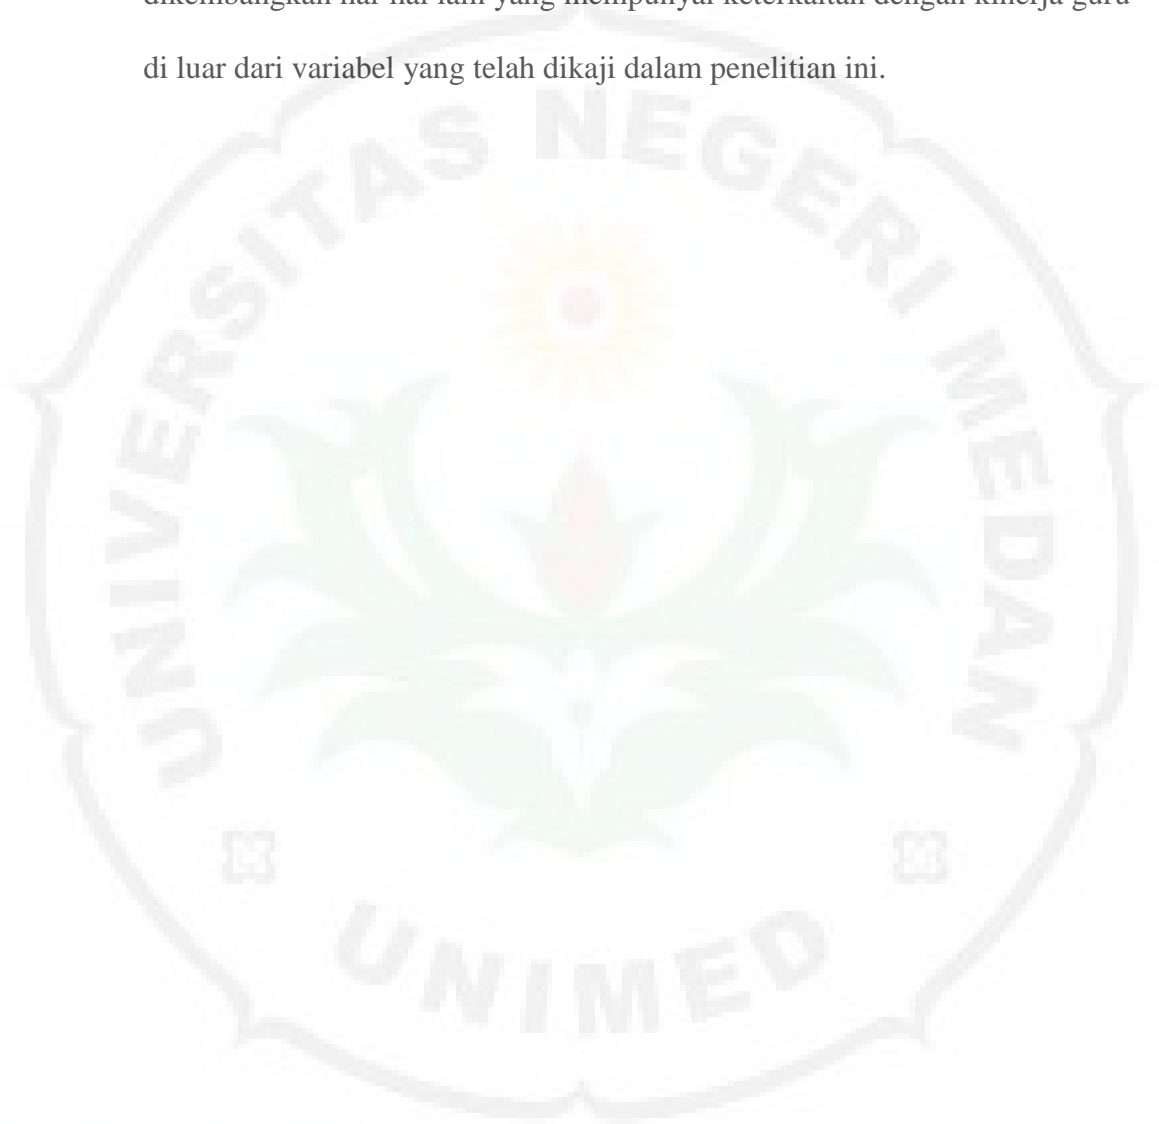 dikembangkan hal-hal lain yang mempunyai keterkaitan dengan kinerja guru
di luar dari variabel yang telah dikaji dalam penelitian ini.
UNIVERSITAS NEGERI MEDAN
UNIMED